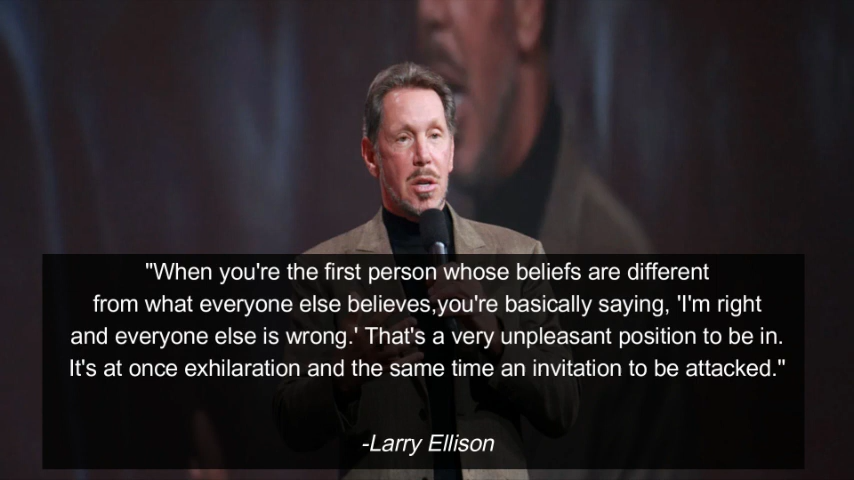 "When you're the first person whose beliefs are different
from what everyone else believes,you're basically saying, 'I'm right
and everyone else is wrong.' That's a very unpleasant position to be in.
It's at once exhilaration and the same time an invitation to be attacked."
-Larry Ellison